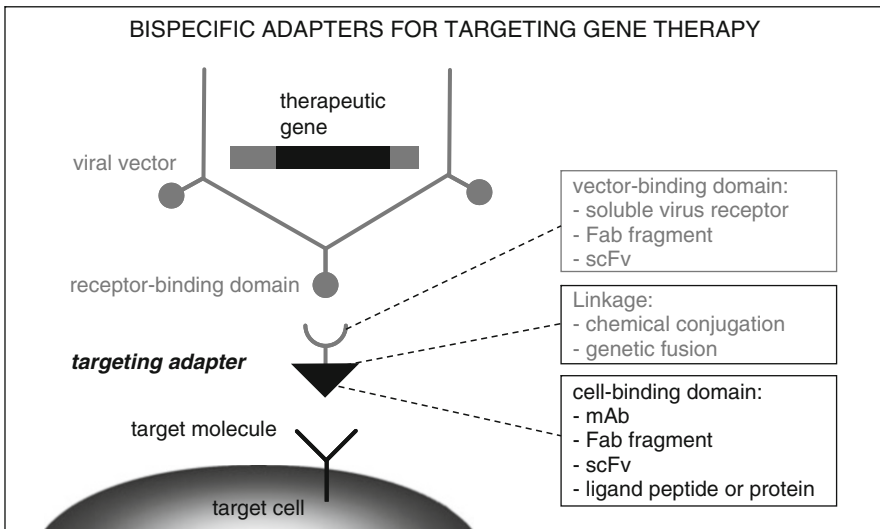 BISPECIFIC ADAPTERS FOR TARGETING GENE THERAPY
therapeutic
gene
viral vector
receptor-binding domain
targeting adapter
target molecule
target cell
vector-binding domain:
- soluble virus receptor
- Fab fragment
- scFv
Linkage:
- chemical conjugation
- genetic fusion
cell-binding domain:
- mAb
- Fab fragment
- scFv
- ligand peptide or protein